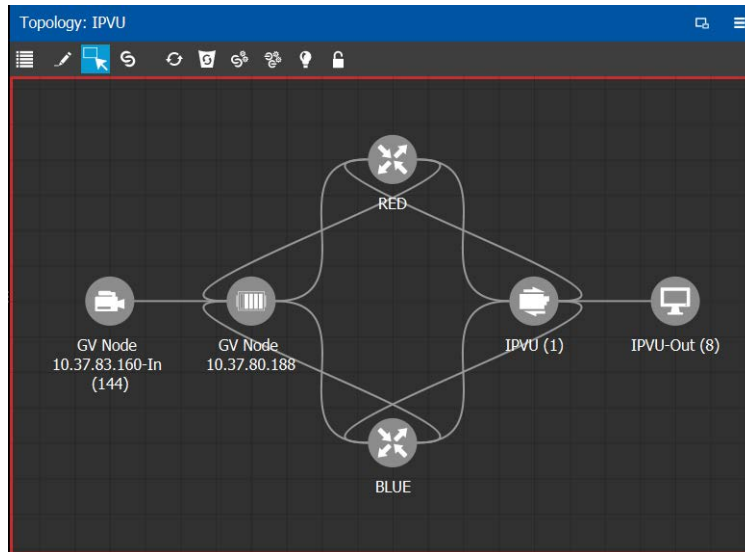 Topology: IPVU
RED
GV Node
10.37.83.160-In
(144)
GV Node
10.37.80.188
IPVU (1)
IPVU-Out (8)
BLUE